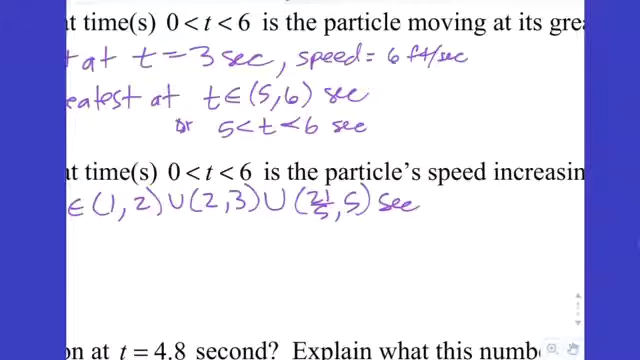 at time(s) 0 < t < 6 is the particle moving at its grea
at t = 3 sec, speed = 6 ft/sec
eatest at t ∈ (5,6) sec
or 5 < t < 6 sec
at time(s) 0 < t < 6 is the particle's speed increasin
∈ (1,2) ∪ (2,3) ∪ (21/5, 5) sec
on at t = 4.8 second? Explain what this numb